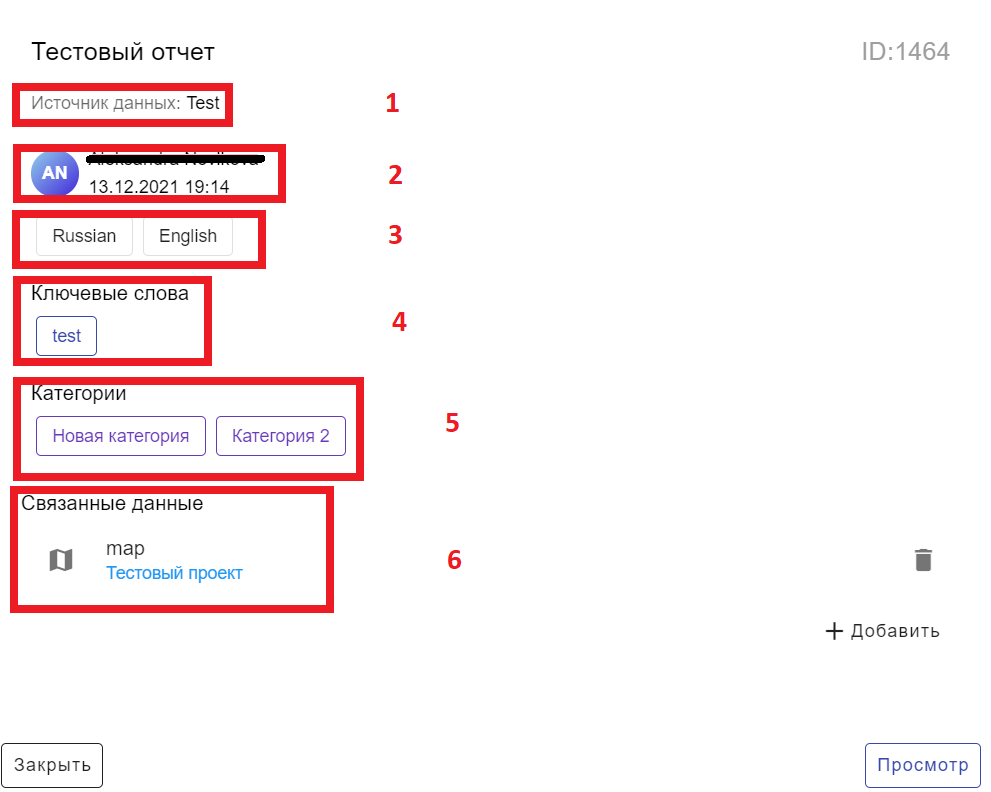 Тестовый отчет ID:1464
Источник данных: Test 1
AN
13.12.2021 19:14 2
Russian English 3
Ключевые слова
test 4
Категории
Новая категория Категория 2 5
Связанные данные
map
Тестовый проект 6
+ Добавить
Закрыть Просмотр